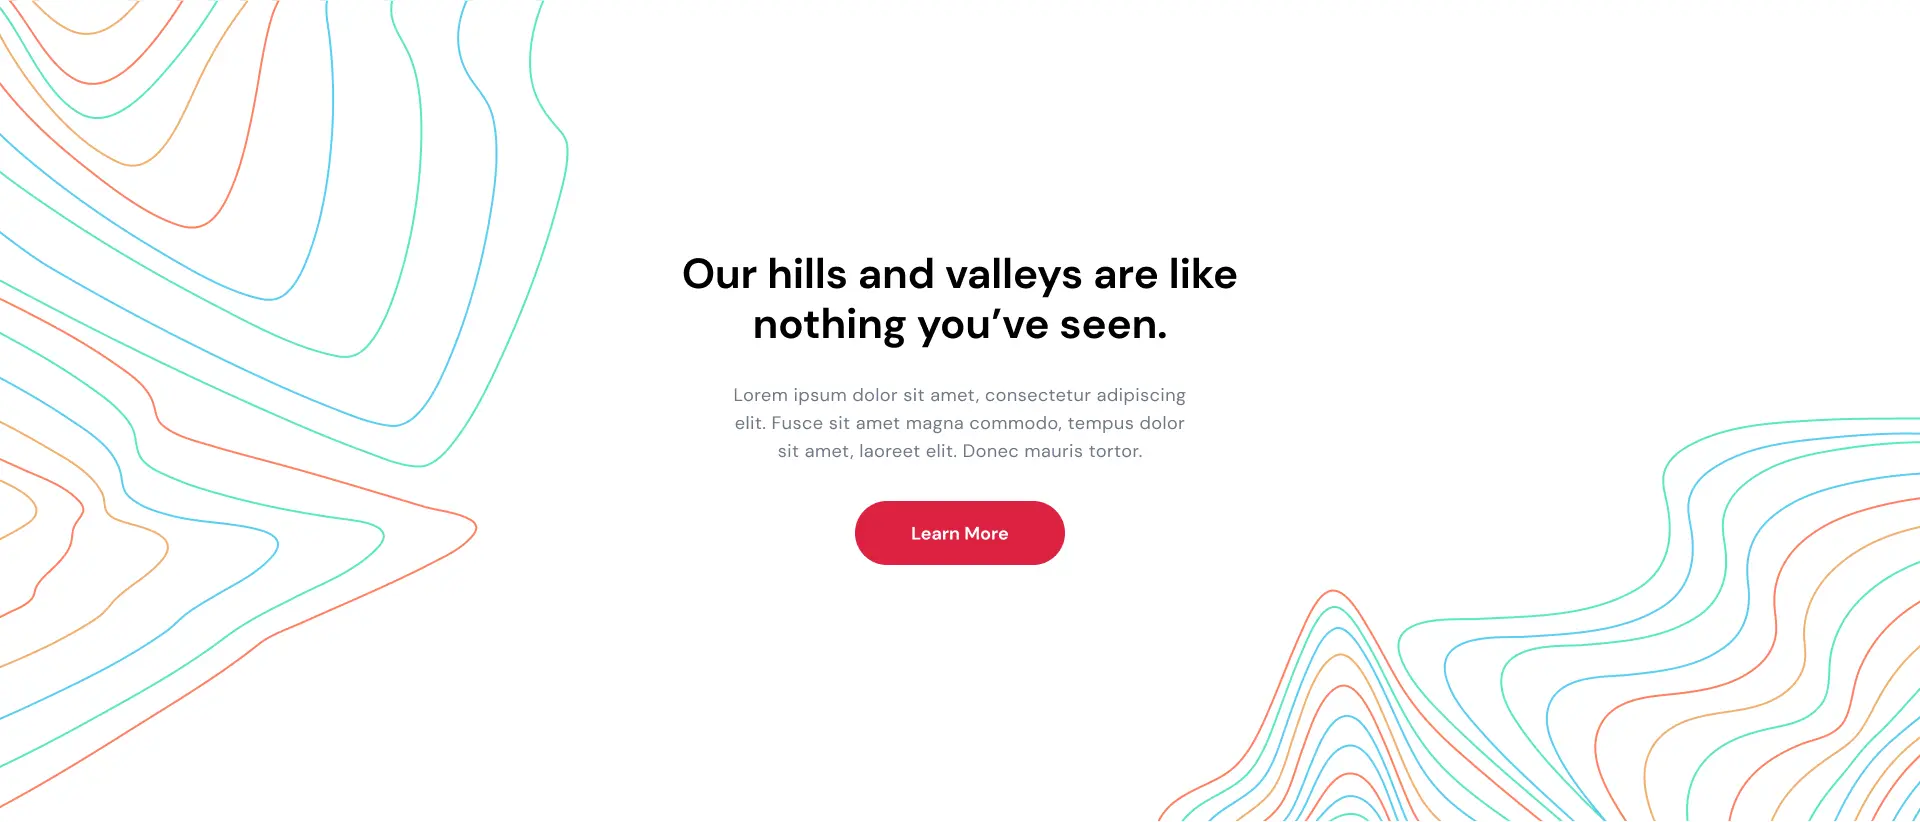 Our hills and valleys are like
nothing you’ve seen.
Lorem ipsum dolor sit amet, consectetur adipiscing
elit. Fusce sit amet magna commodo, tempus dolor
sit amet, laoreet elit. Donec mauris tortor.
Learn More